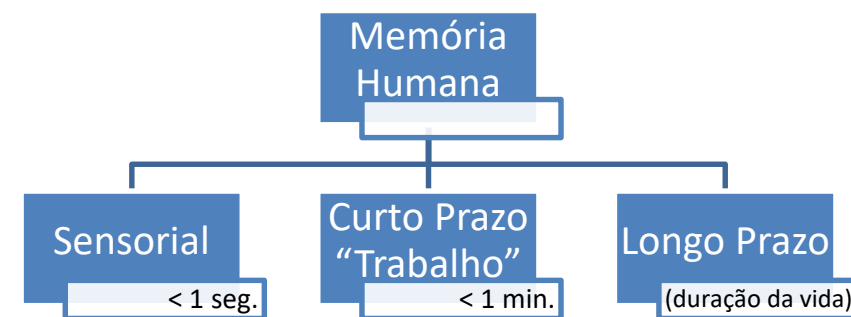 Memória
Humana
Sensorial
< 1 seg.
Curto Prazo
“Trabalho”
< 1 min.
Longo Prazo
(duração da vida)